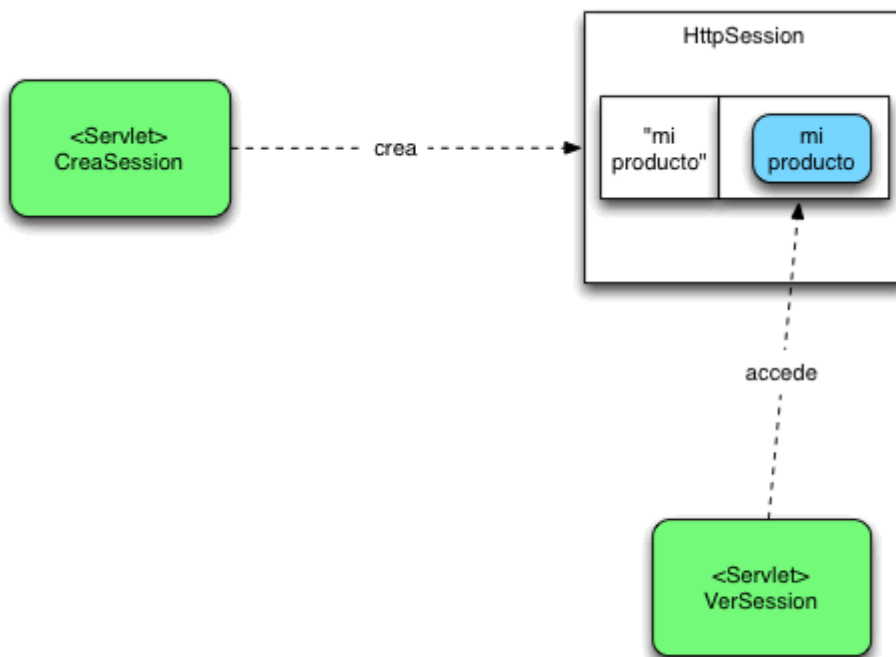 HttpSession
<Servlet>
CreaSession
crea
"mi
producto"
mi
producto
accede
<Servlet>
VerSession